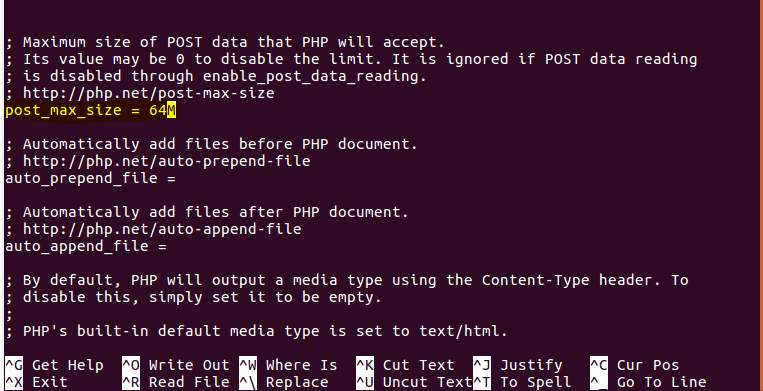 ; Maximum size of POST data that PHP will accept.
; Its value may be 0 to disable the limit. It is ignored if POST data reading
; is disabled through enable_post_data_reading.
; http://php.net/post-max-size
post_max_size = 64M
; Automatically add files before PHP document.
; http://php.net/auto-prepend-file
auto_prepend_file =
; Automatically add files after PHP document.
; http://php.net/auto-append-file
auto_append_file =
; By default, PHP will output a media type using the Content-Type header. To
; disable this, simply set it to be empty.
;
; PHP's built-in default media type is set to text/html.
^G Get Help ^O Write Out ^W Where Is ^K Cut Text ^J Justify ^C Cur Pos
^X Exit ^R Read File ^\ Replace ^U Uncut Text ^T To Spell ^_ Go To Line